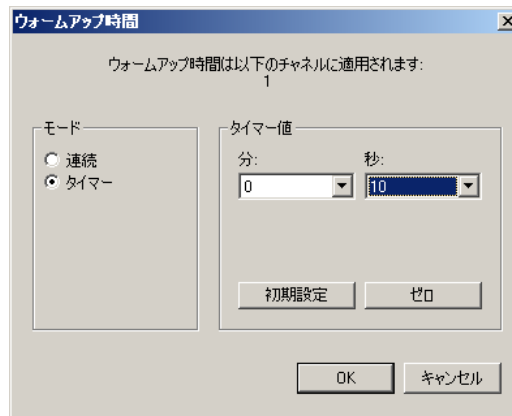 ウォームアップ時間
ウォームアップ時間は以下のチャネルに適用されます:
1
モード
連続
タイマー
タイマー値
分:
秒:
0
10
初期設定
ゼロ
OK
キャンセル